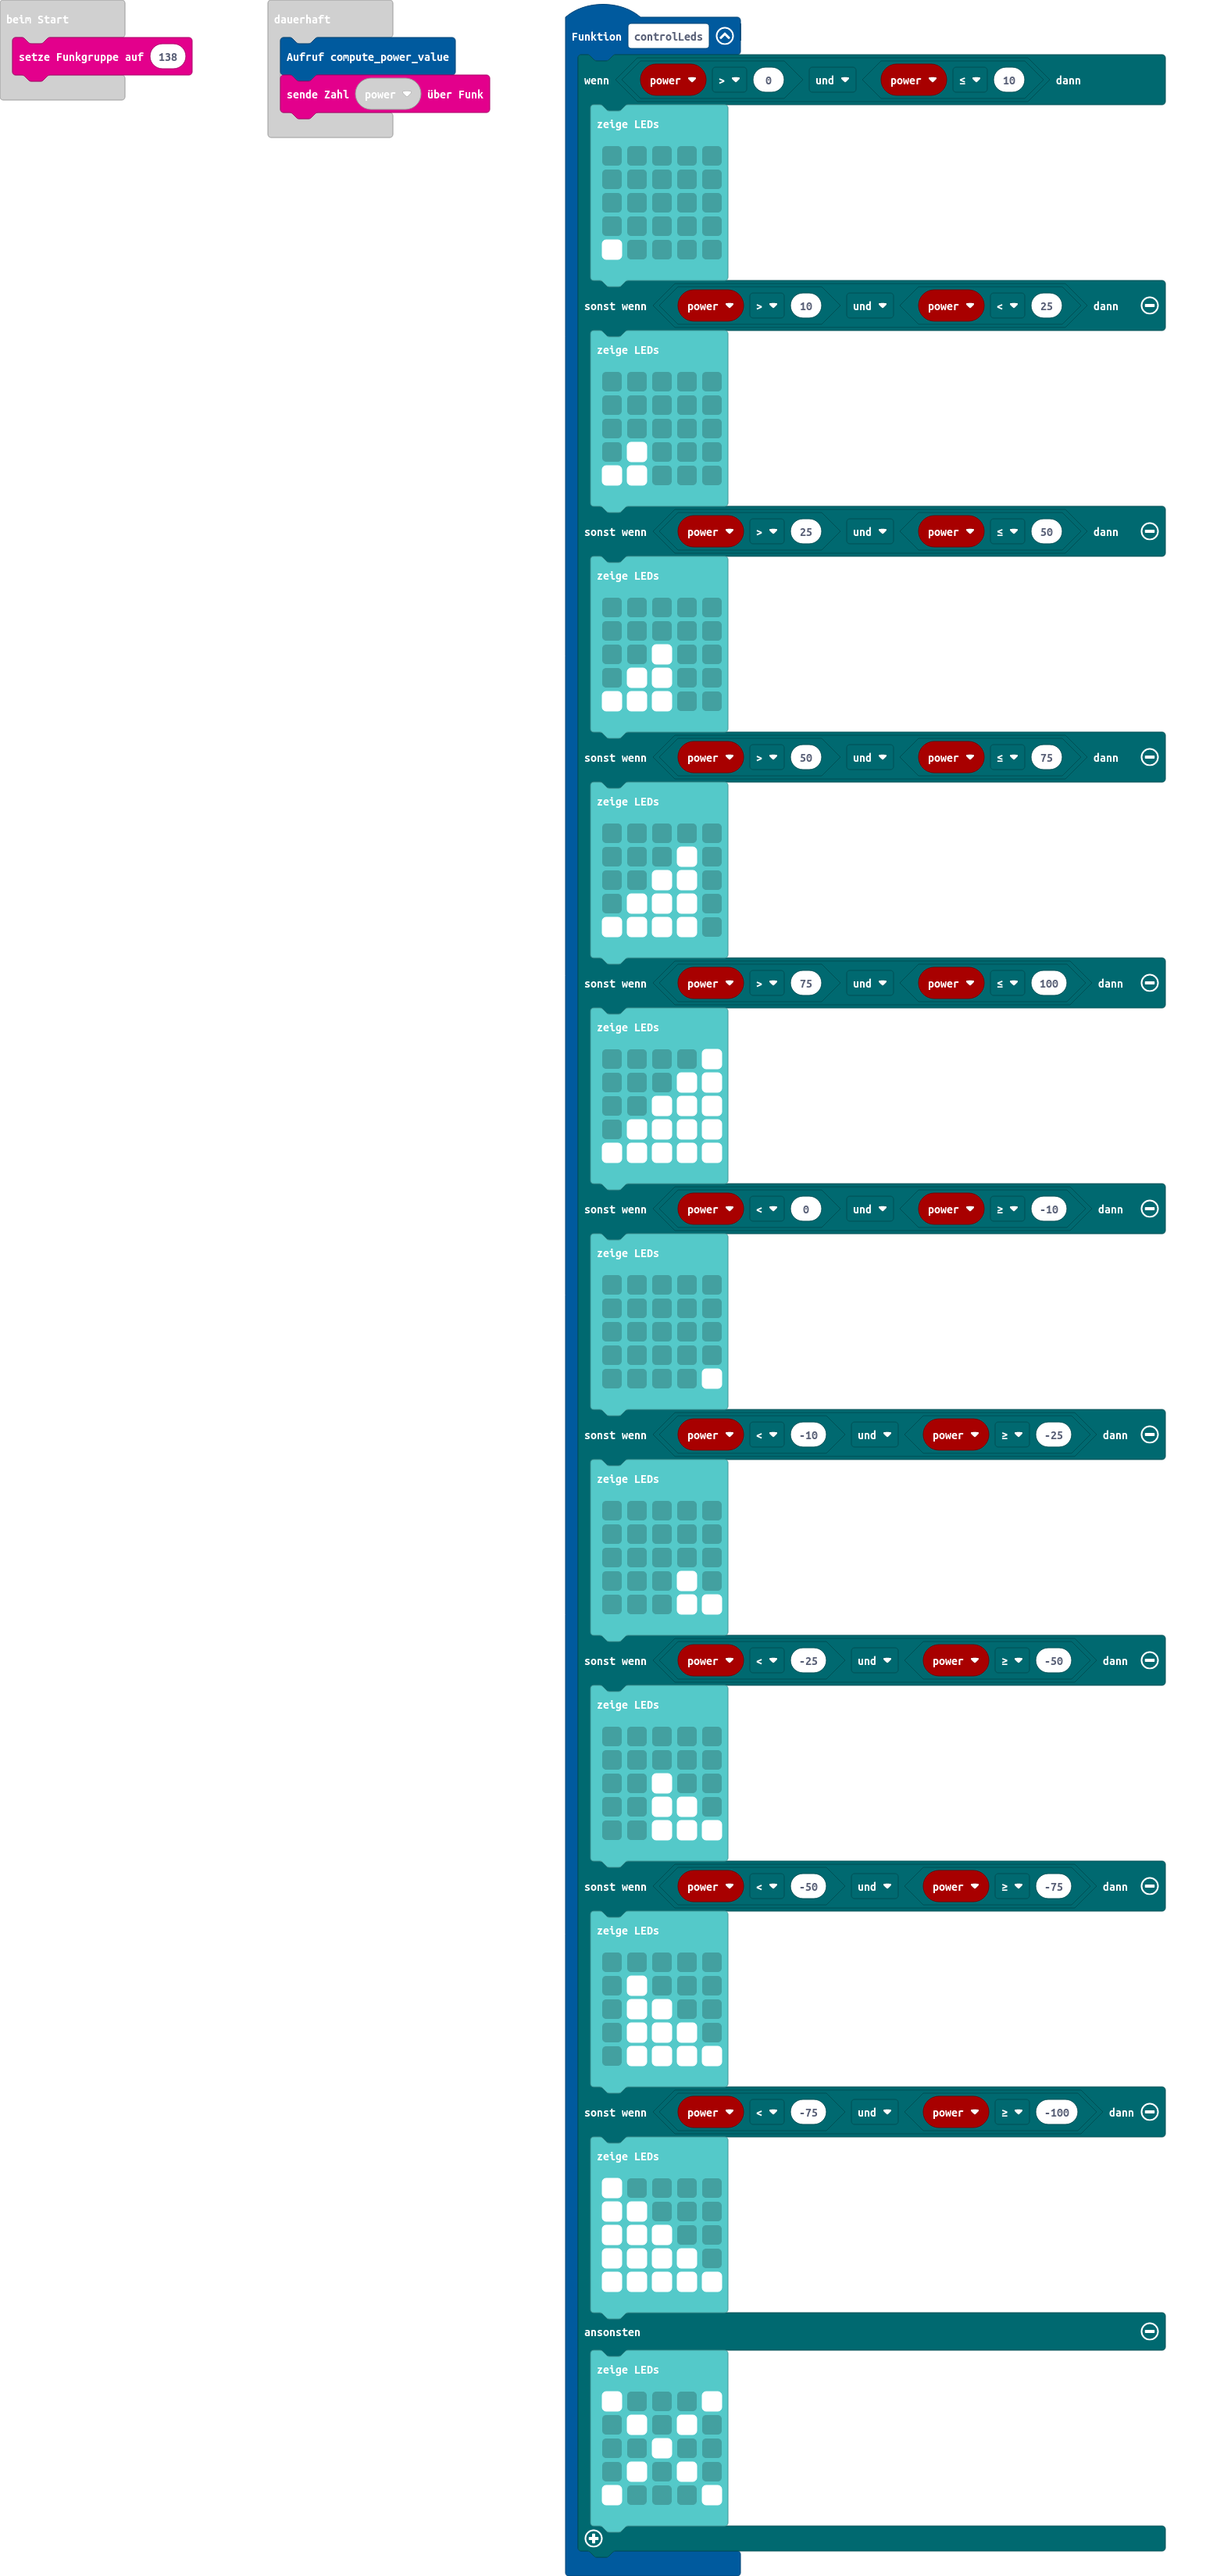 beim Start
setze Funkgruppe auf 138
dauerhaft
Aufruf compute_power_value
sende Zahl power über Funk
Funktion controlLeds
wenn power > 0 und power ≤ 10 dann
zeige LEDs
sonst wenn power > 10 und power < 25 dann
zeige LEDs
sonst wenn power > 25 und power ≤ 50 dann
zeige LEDs
sonst wenn power > 50 und power ≤ 75 dann
zeige LEDs
sonst wenn power > 75 und power ≤ 100 dann
zeige LEDs
sonst wenn power < 0 und power ≥ -10 dann
zeige LEDs
sonst wenn power < -10 und power ≥ -25 dann
zeige LEDs
sonst wenn power < -25 und power ≥ -50 dann
zeige LEDs
sonst wenn power < -50 und power ≥ -75 dann
zeige LEDs
sonst wenn power < -75 und power ≥ -100 dann
zeige LEDs
ansonsten
zeige LEDs